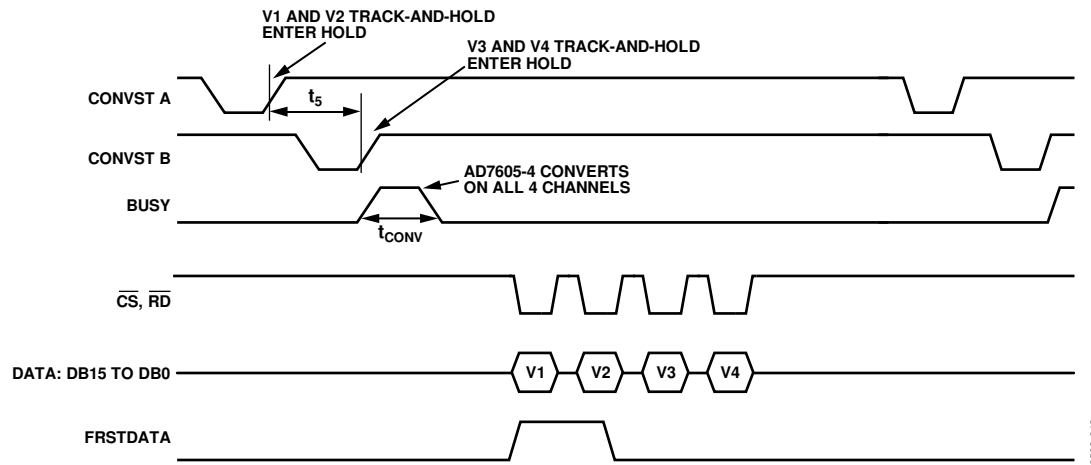 V1 AND V2 TRACK-AND-HOLD
ENTER HOLD
V3 AND V4 TRACK-AND-HOLD
ENTER HOLD
CONVST A
t5
CONVST B
AD7605-4 CONVERTS
ON ALL 4 CHANNELS
BUSY
tCONV
CS, RD
DATA: DB15 TO DB0
V1
V2
V3
V4
FRSTDATA